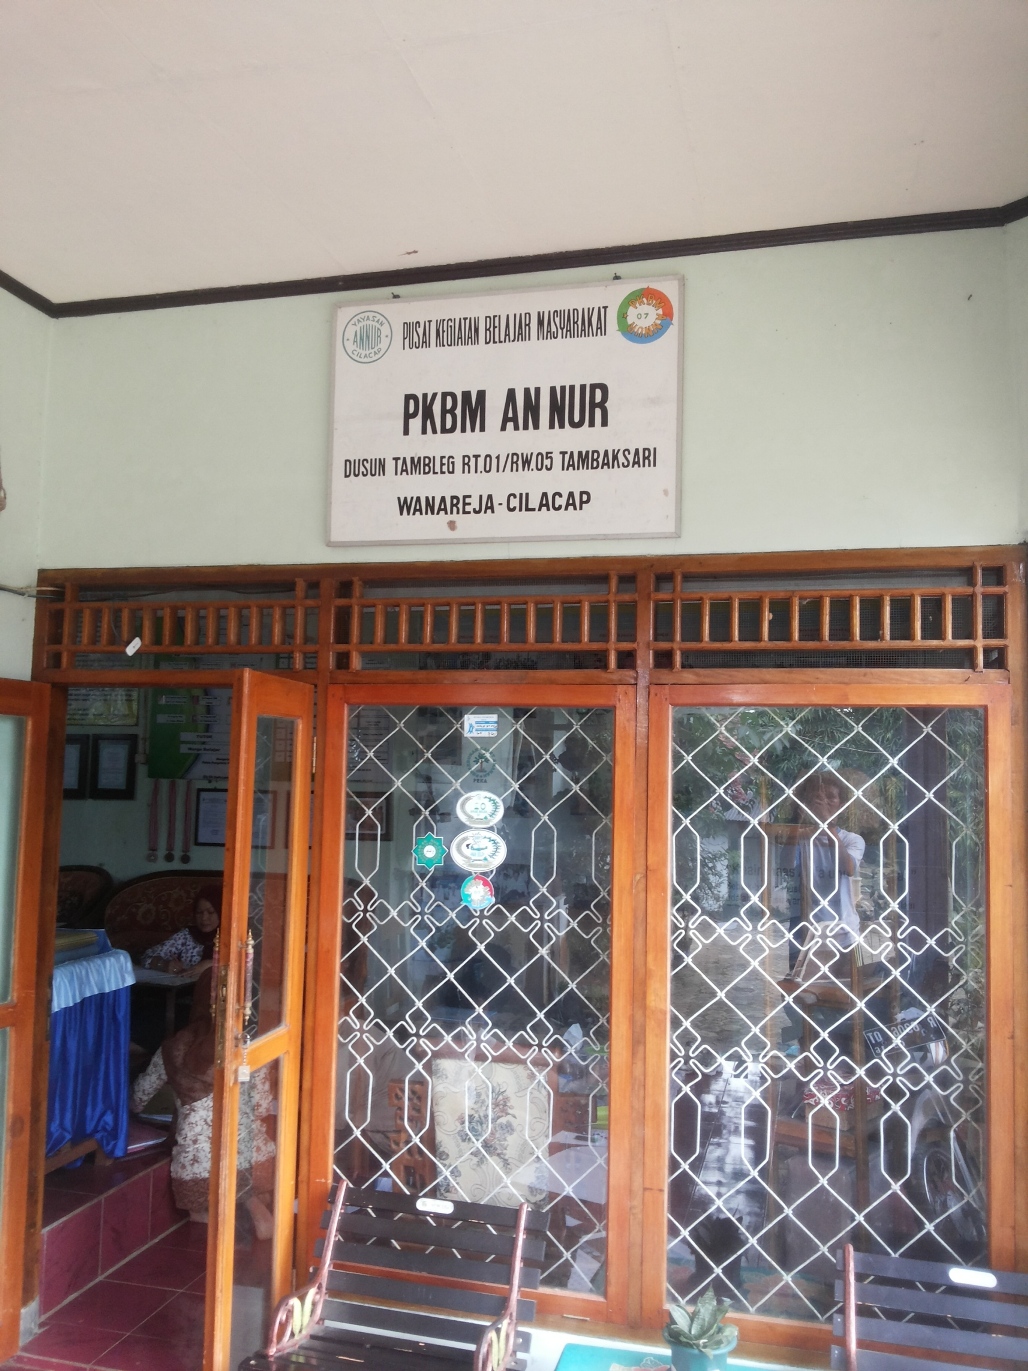 YAYASAN
ANNUR
CILACAP
PUSAT KEGIATAN BELAJAR MASYARAKAT
PKBM
07
PKBM AN NUR
DUSUN TAMBLEG RT.01/RW.05 TAMBAKSARI
WANAREJA-CILACAP